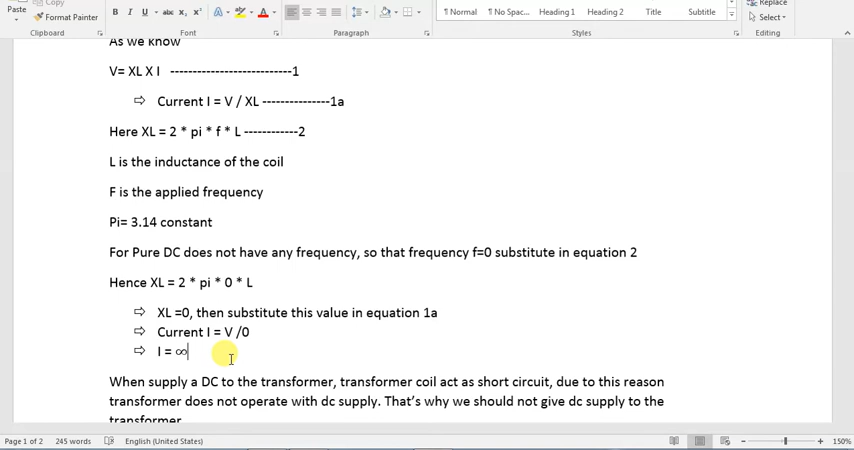 Copy
Replace
Paste
Format Painter
B I U abc x₂ x² A A
¶ Normal ¶ No Spac... Heading 1 Heading 2 Title Subtitle
Select
Clipboard Font Paragraph Styles Editing
As we know
V= XL X I ---------------------------1
⇨ Current I = V / XL ---------------1a
Here XL = 2 * pi * f * L ------------2
L is the inductance of the coil
F is the applied frequency
Pi= 3.14 constant
For Pure DC does not have any frequency, so that frequency f=0 substitute in equation 2
Hence XL = 2 * pi * 0 * L
⇨ XL =0, then substitute this value in equation 1a
⇨ Current I = V /0
⇨ I = ∞
When supply a DC to the transformer, transformer coil act as short circuit, due to this reason
transformer does not operate with dc supply. That's why we should not give dc supply to the
transformer
Page 1 of 2 245 words English (United States) 150%